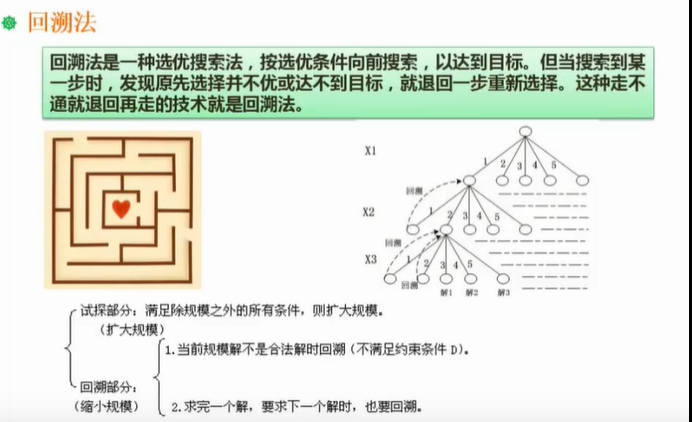 回溯法
回溯法是一种选优搜索法，按选优条件向前搜索，以达到目标。但当搜索到某
一步时，发现原先选择并不优或达不到目标，就退回一步重新选择。这种走不
通就退回再走的技术就是回溯法。
X1
1 2 3 4 5
回溯
X2
1 2 3 4 5
回溯
X3
1 2 3 4 5
回溯
解1 解2 解3
试探部分：满足除规模之外的所有条件，则扩大规模。
（扩大规模）
1.当前规模解不是合法解时回溯（不满足约束条件 D）。
回溯部分：
（缩小规模）
2.求完一个解，要求下一个解时，也要回溯。